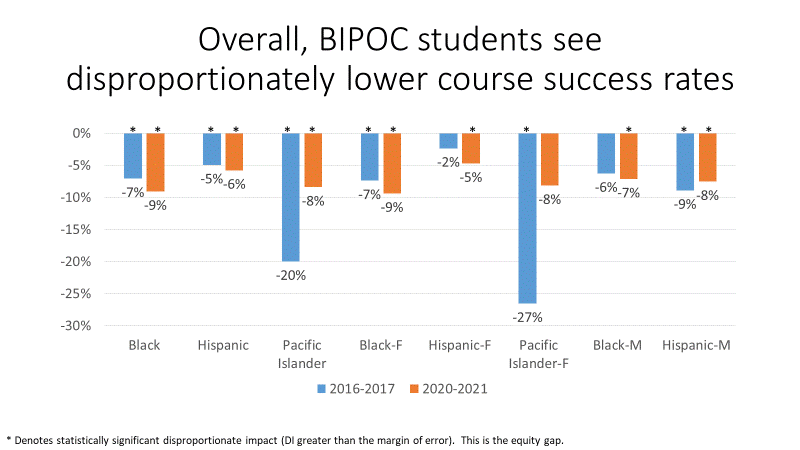 Overall, BIPOC students see
disproportionately lower course success rates
* * * * * * * * * * * * *
0%
-5%
-10%
-15%
-20%
-25%
-30%
-7%
-9%
-5%
-6%
-20%
-8%
-7%
-9%
-2%
-5%
-27%
-8%
-6%
-7%
-9%
-8%
Black
Hispanic
Pacific
Islander
Black-F
Hispanic-F
Pacific
Islander-F
Black-M
Hispanic-M
2016-2017
2020-2021
* Denotes statistically significant disproportionate impact (DI greater than the margin of error). This is the equity gap.